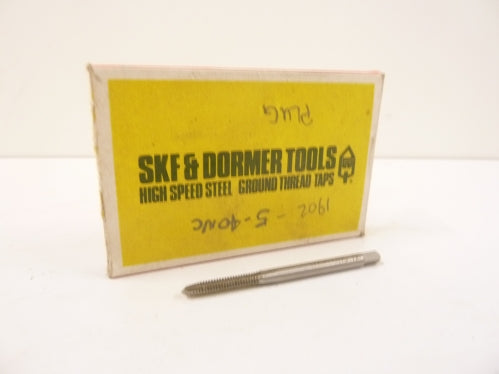 PLUG
SKF & DORMER TOOLS
HIGH SPEED STEEL GROUND THREAD TAPS
1902 - 5-40NC